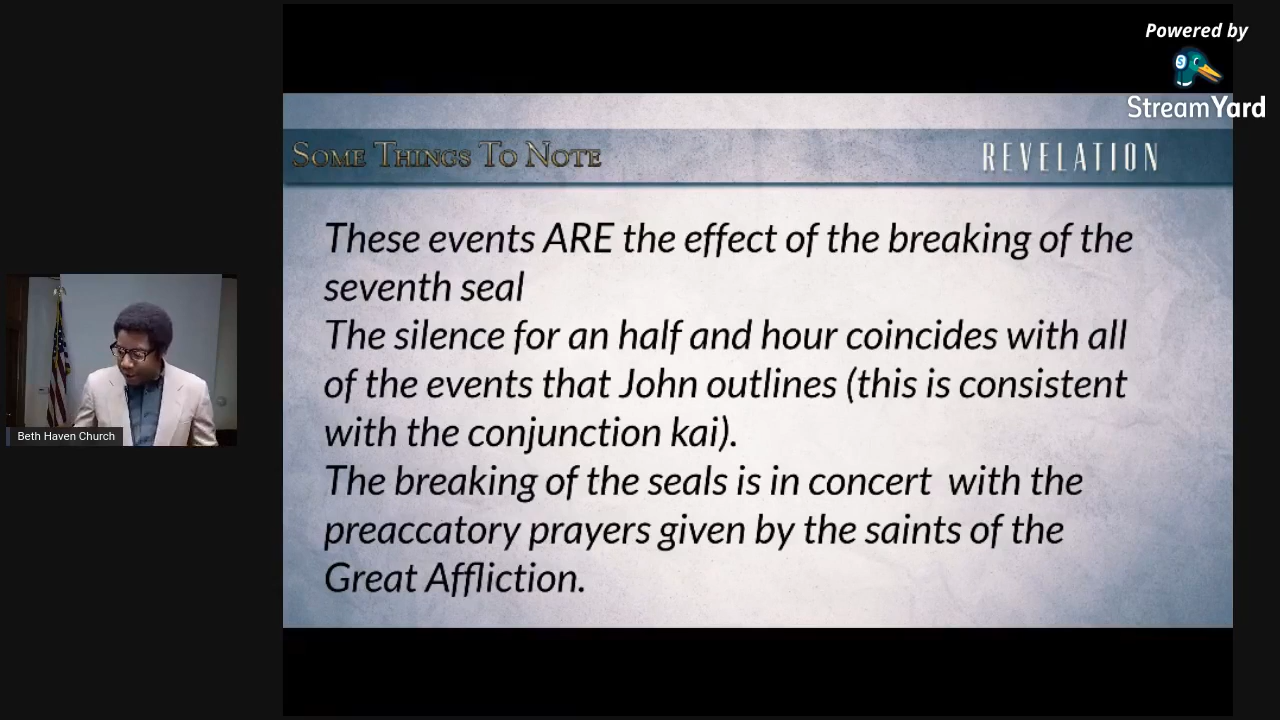 Powered by
StreamYard
SOME THINGS TO NOTE
REVELATION
These events ARE the effect of the breaking of the
seventh seal
The silence for an half and hour coincides with all
of the events that John outlines (this is consistent
with the conjunction kai).
The breaking of the seals is in concert with the
preaccatory prayers given by the saints of the
Great Affliction.
Beth Haven Church